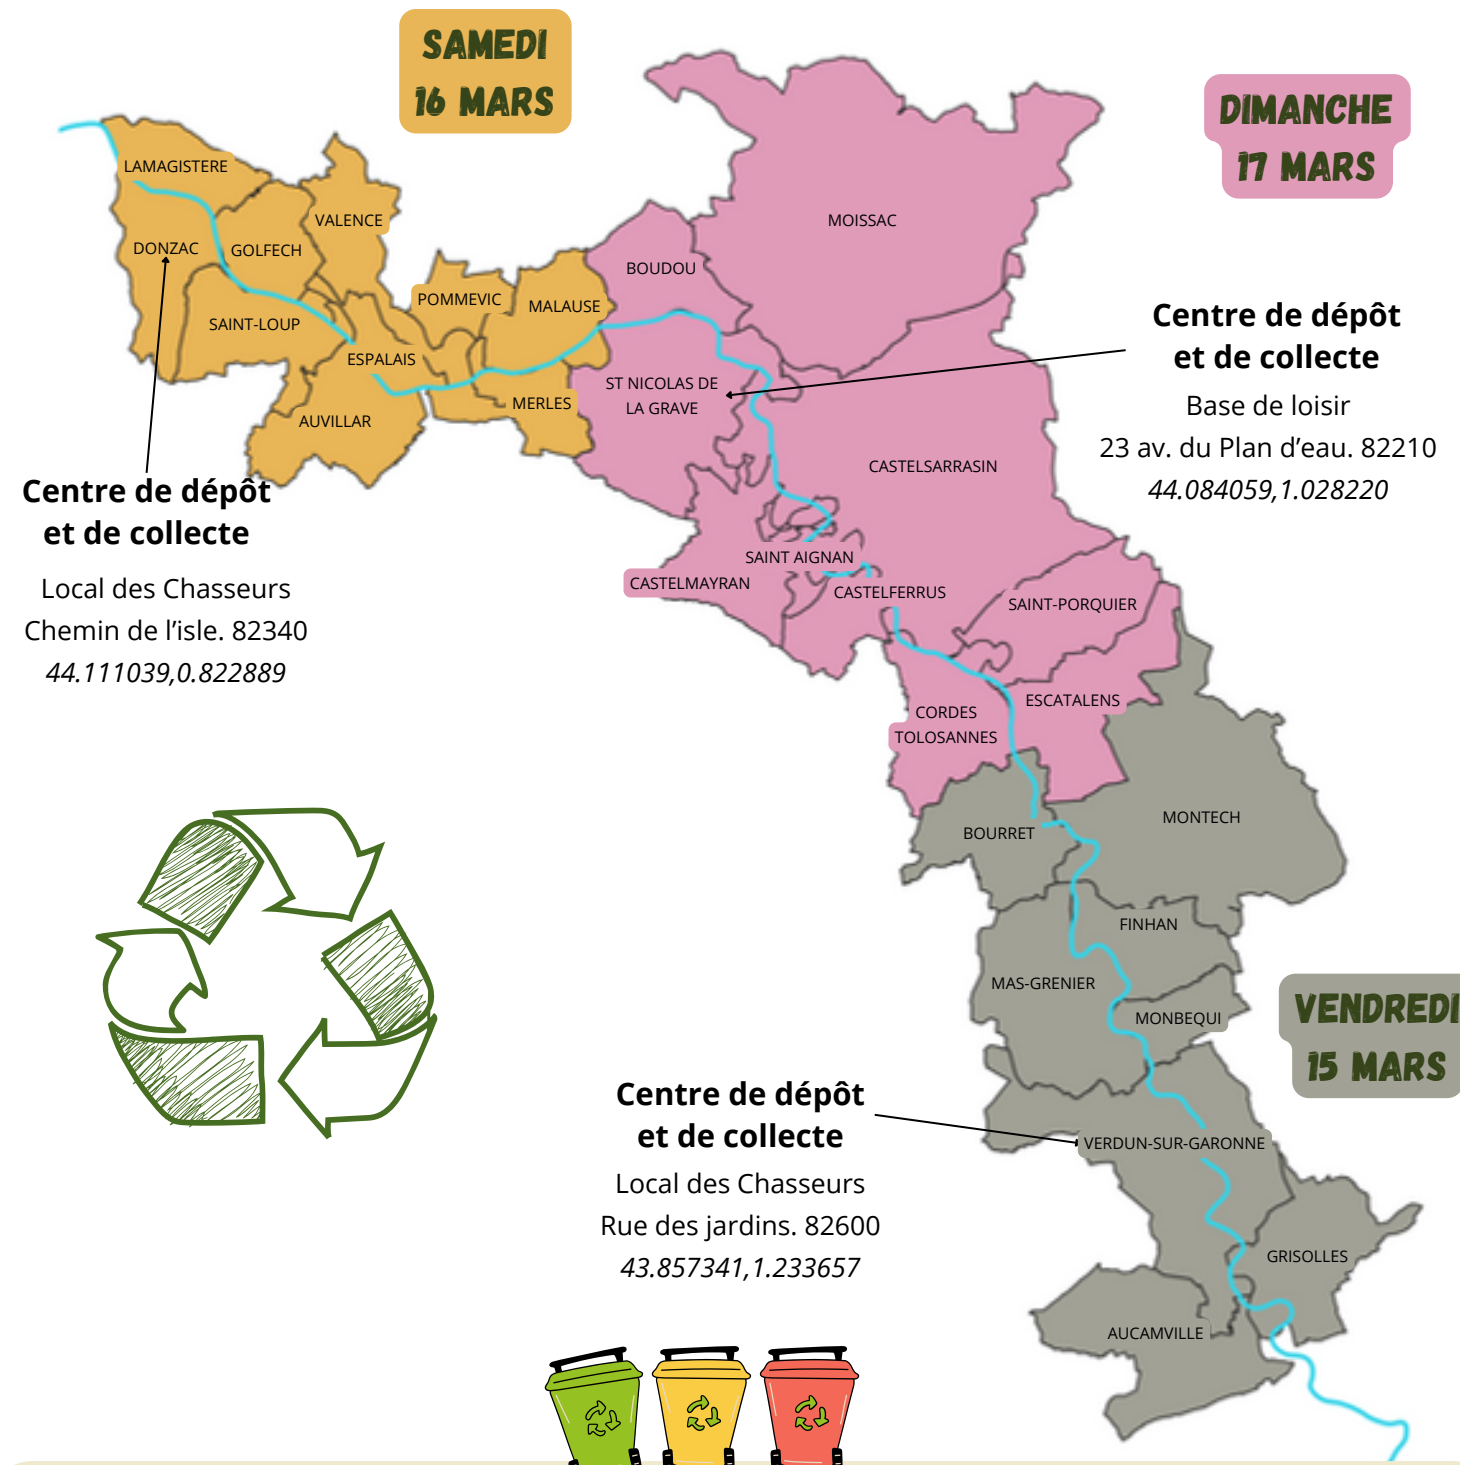 SAMEDI
16 MARS
DIMANCHE
17 MARS
LAMAGISTERE
VALENCE
DONZAC
GOLFECH
POMMEVIC
MALAUSE
SAINT-LOUP
ESPALAIS
AUVILLAR
MERLES
MOISSAC
BOUDOU
ST NICOLAS DE
LA GRAVE
CASTELSARRASIN
SAINT AIGNAN
CASTELMAYRAN
CASTELFERRUS
SAINT-PORQUIER
ESCATALENS
CORDES
TOLOSANNES
Centre de dépôt
et de collecte
Base de loisir
23 av. du Plan d’eau. 82210
44.084059,1.028220
Centre de dépôt
et de collecte
Local des Chasseurs
Chemin de l’isle. 82340
44.111039,0.822889
MONTECH
BOURRET
FINHAN
MAS-GRENIER
MONBEQUI
VENDREDI
15 MARS
Centre de dépôt
et de collecte
Local des Chasseurs
Rue des jardins. 82600
43.857341,1.233657
VERDUN-SUR-GARONNE
GRISOLLES
AUCAMVILLE